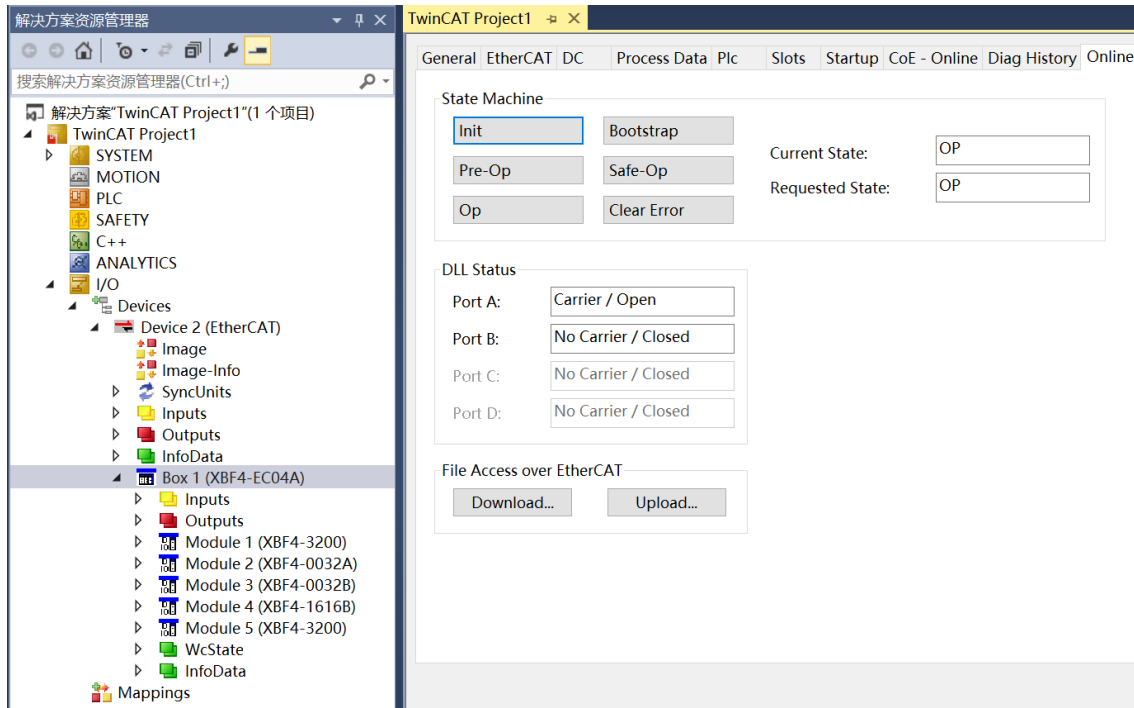 解决方案资源管理器
搜索解决方案资源管理器(Ctrl+;)
解决方案"TwinCAT Project1"(1 个项目)
TwinCAT Project1
SYSTEM
MOTION
PLC
SAFETY
C++
ANALYTICS
I/O
Devices
Device 2 (EtherCAT)
Image
Image-Info
SyncUnits
Inputs
Outputs
InfoData
Box 1 (XBF4-EC04A)
Inputs
Outputs
Module 1 (XBF4-3200)
Module 2 (XBF4-0032A)
Module 3 (XBF4-0032B)
Module 4 (XBF4-1616B)
Module 5 (XBF4-3200)
WcState
InfoData
Mappings
TwinCAT Project1
General EtherCAT DC Process Data Plc Slots Startup CoE - Online Diag History Online
State Machine
Init Bootstrap
Pre-Op Safe-Op
Op Clear Error
Current State: OP
Requested State: OP
DLL Status
Port A: Carrier / Open
Port B: No Carrier / Closed
Port C: No Carrier / Closed
Port D: No Carrier / Closed
File Access over EtherCAT
Download... Upload...